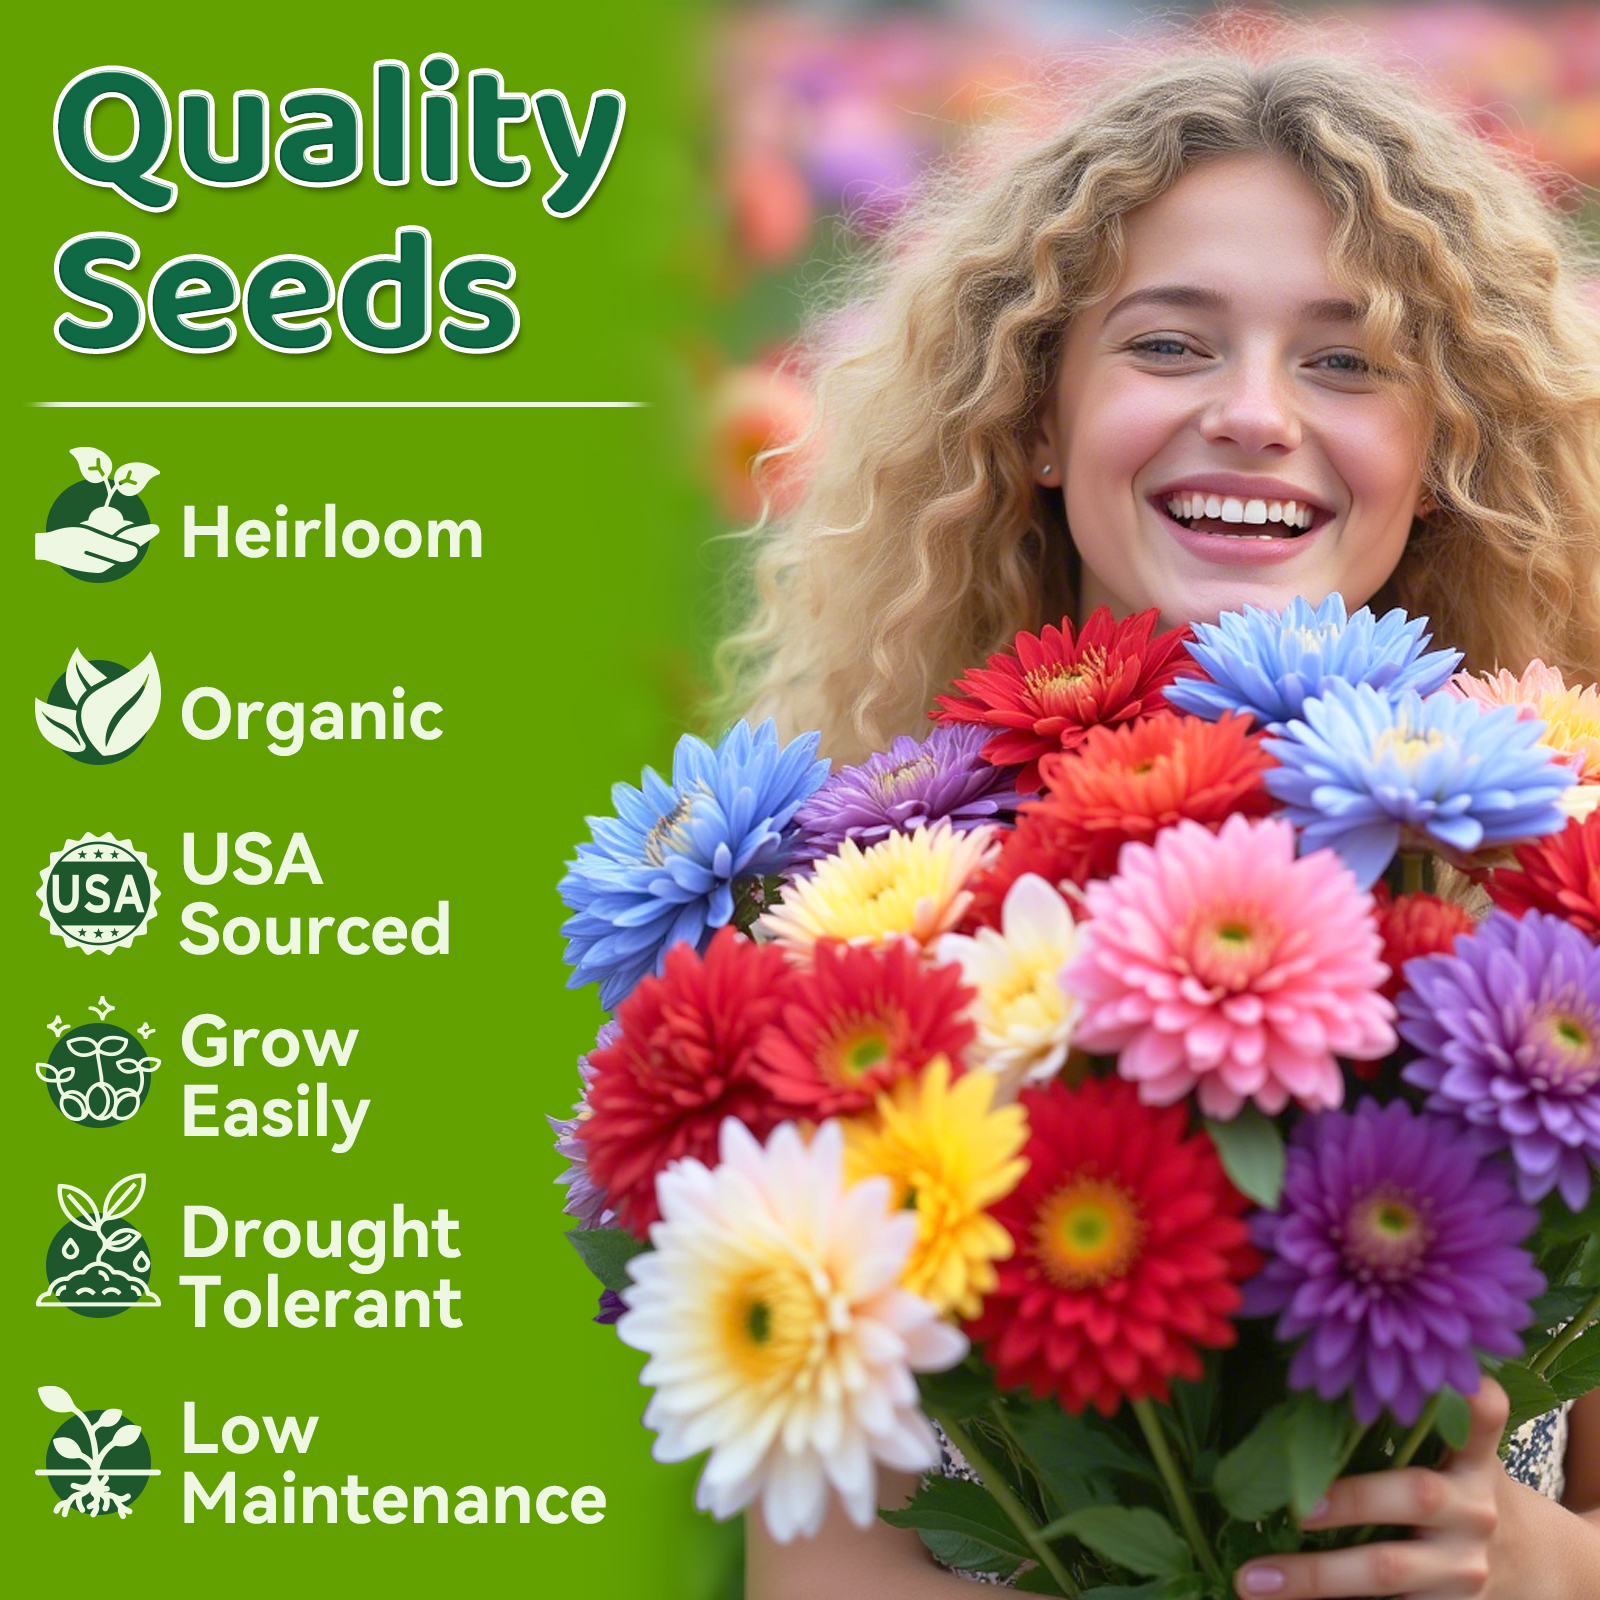 Quality
Seeds
Heirloom
Organic
USA
USA
Sourced
Grow
Easily
Drought
Tolerant
Low
Maintenance